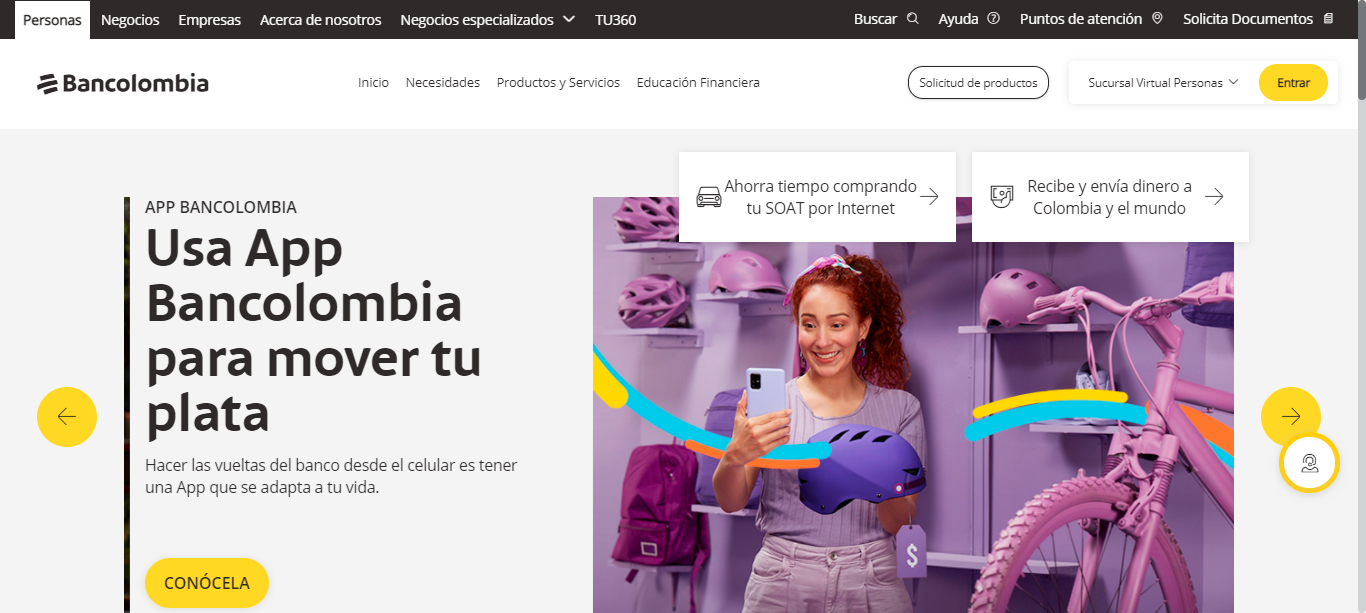 Personas Negocios Empresas Acerca de nosotros Negocios especializados TU360 Buscar Ayuda Puntos de atención Solicita Documentos
Bancolombia Inicio Necesidades Productos y Servicios Educación Financiera Solicitud de productos Sucursal Virtual Personas Entrar
Ahorra tiempo comprando
tu SOAT por Internet
Recibe y envía dinero a
Colombia y el mundo
APP BANCOLOMBIA
Usa App
Bancolombia
para mover tu
plata
Hacer las vueltas del banco desde el celular es tener
una App que se adapta a tu vida.
CONÓCELA
$